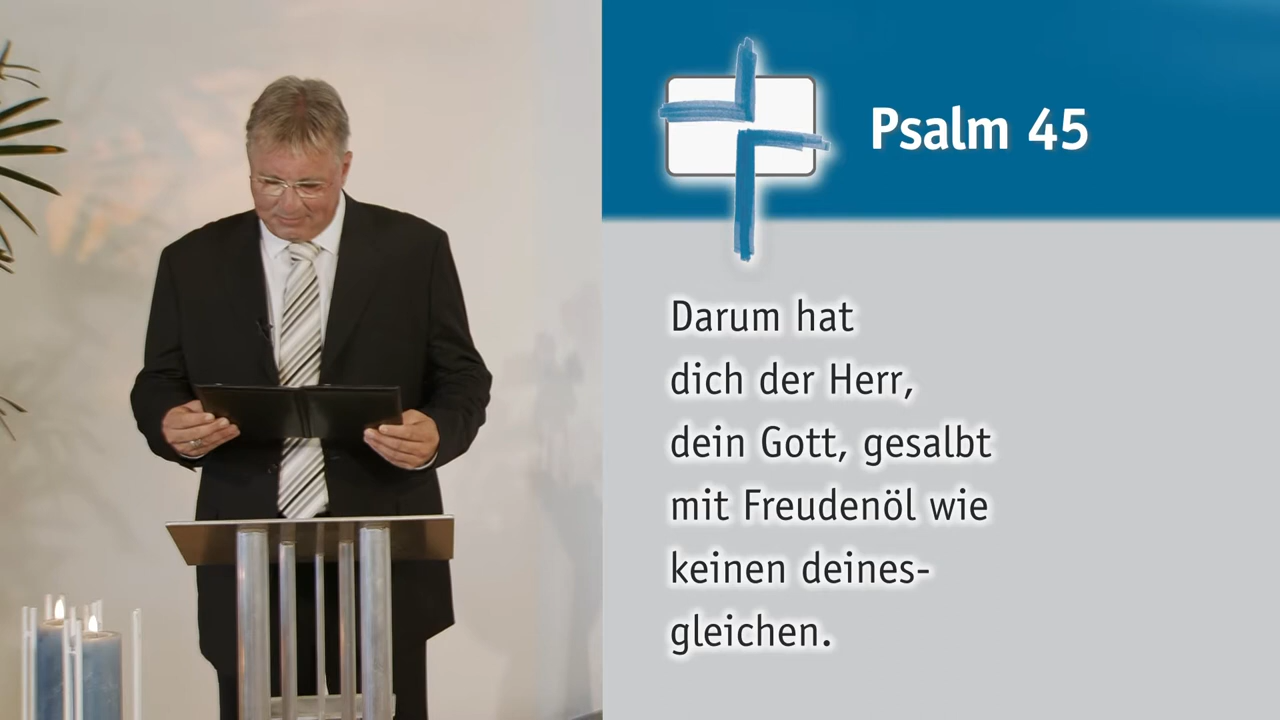 Psalm 45
Darum hat
dich der Herr,
dein Gott, gesalbt
mit Freudenöl wie
keinen deines-
gleichen.